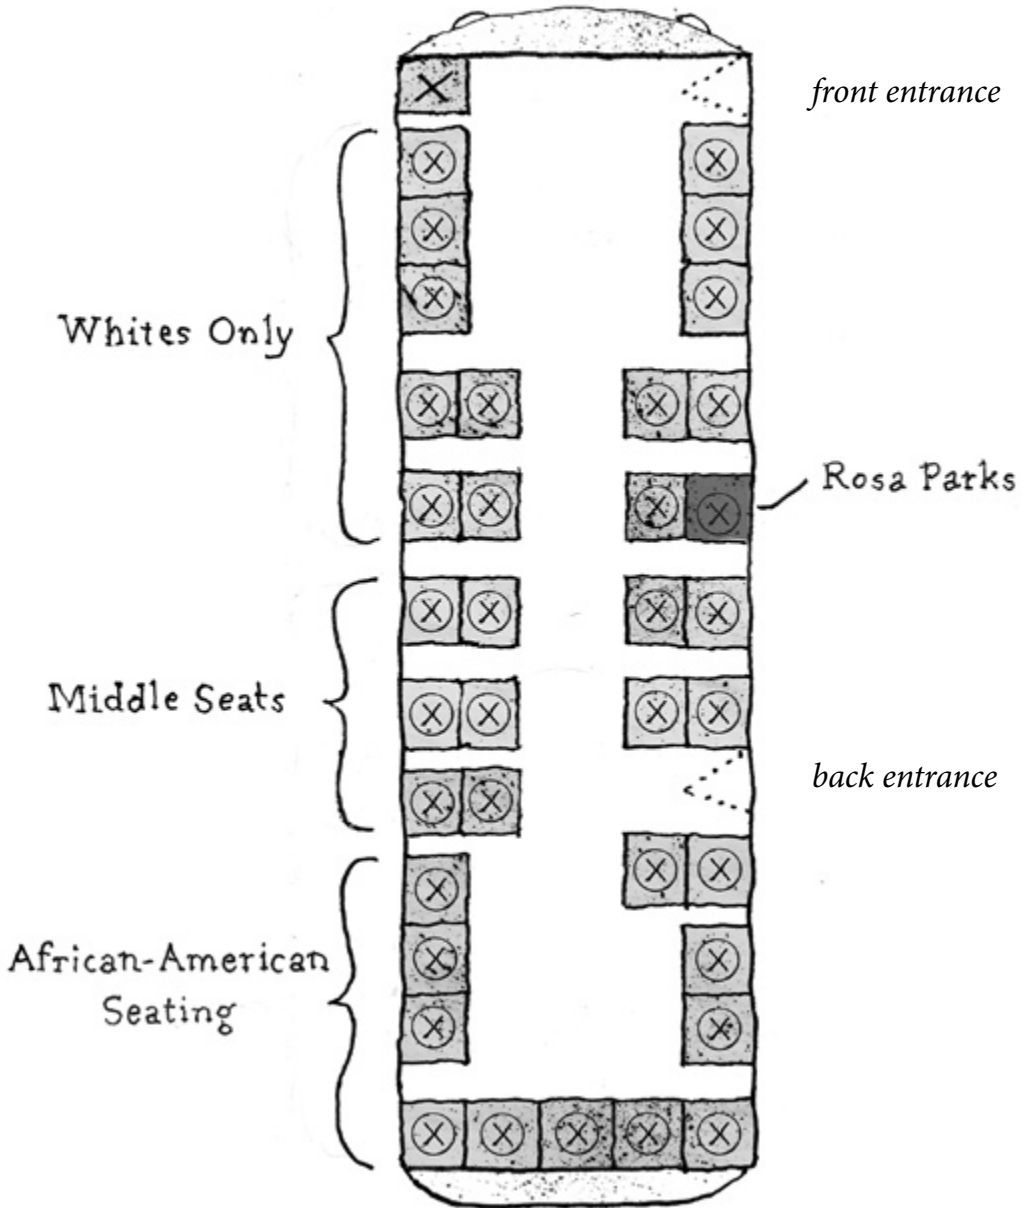 front entrance
Whites Only
Rosa Parks
Middle Seats
back entrance
African-American
Seating